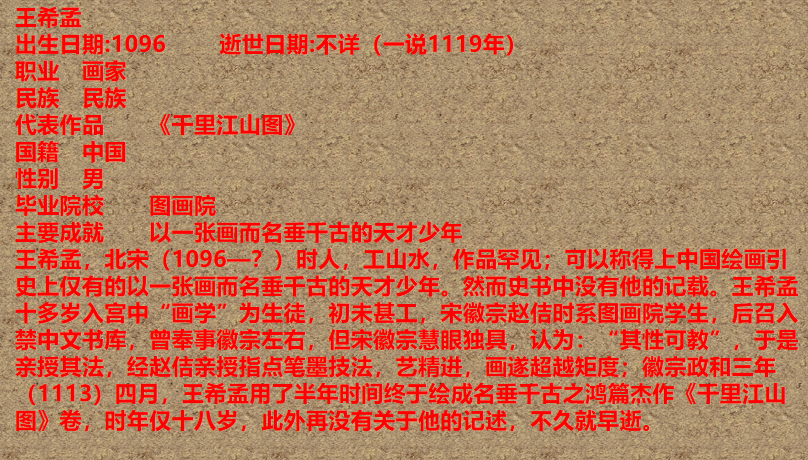 王希孟
出生日期:1096 逝世日期:不详（一说1119年）
职业 画家
民族 民族
代表作品 《千里江山图》
国籍 中国
性别 男
毕业院校 图画院
主要成就 以一张画而名垂千古的天才少年
王希孟，北宋（1096—？）时人，工山水，作品罕见；可以称得上中国绘画引
史上仅有的以一张画而名垂千古的天才少年。然而史书中没有他的记载。王希孟
十多岁入宫中“画学”为生徒，初未甚工，宋徽宗赵佶时系图画院学生，后召入
禁中文书库，曾奉事徽宗左右，但宋徽宗慧眼独具，认为：“其性可教”，于是
亲授其法，经赵佶亲授指点笔墨技法，艺精进，画遂超越矩度；徽宗政和三年
（1113）四月，王希孟用了半年时间终于绘成名垂千古之鸿篇杰作《千里江山
图》卷，时年仅十八岁，此外再没有关于他的记述，不久就早逝。